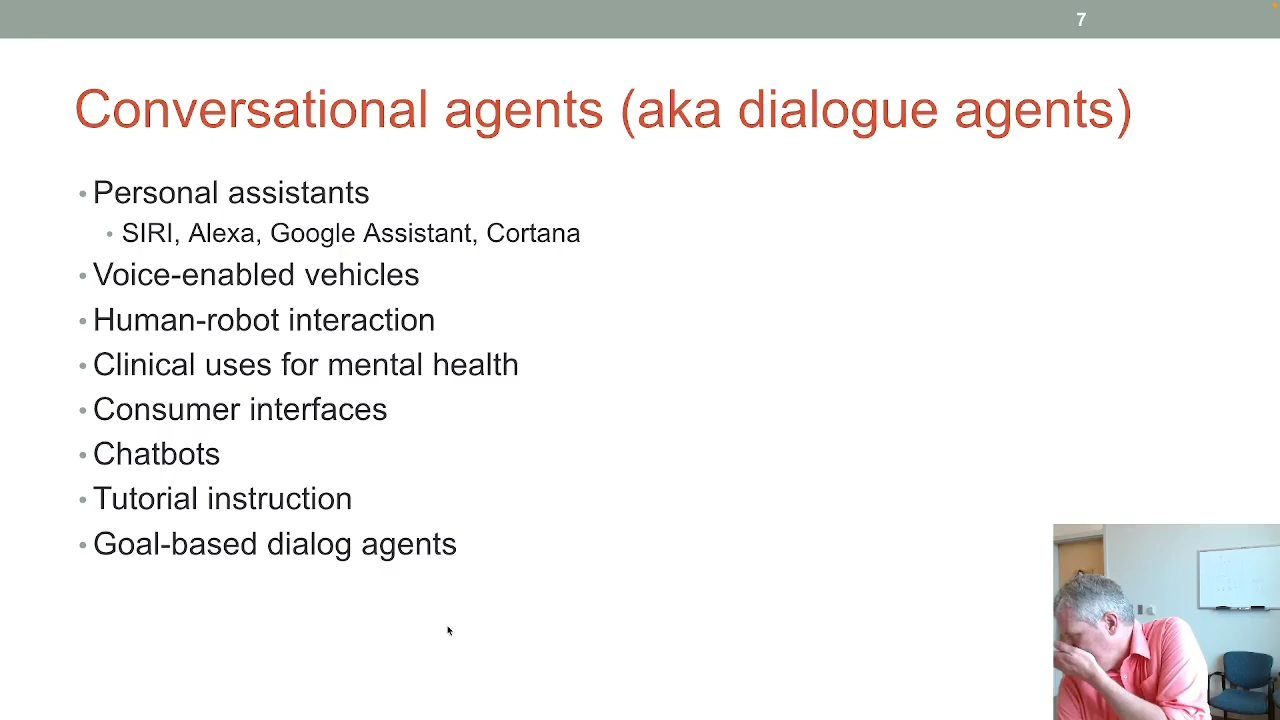 7
Conversational agents (aka dialogue agents)
• Personal assistants
• SIRI, Alexa, Google Assistant, Cortana
• Voice-enabled vehicles
• Human-robot interaction
• Clinical uses for mental health
• Consumer interfaces
• Chatbots
• Tutorial instruction
• Goal-based dialog agents